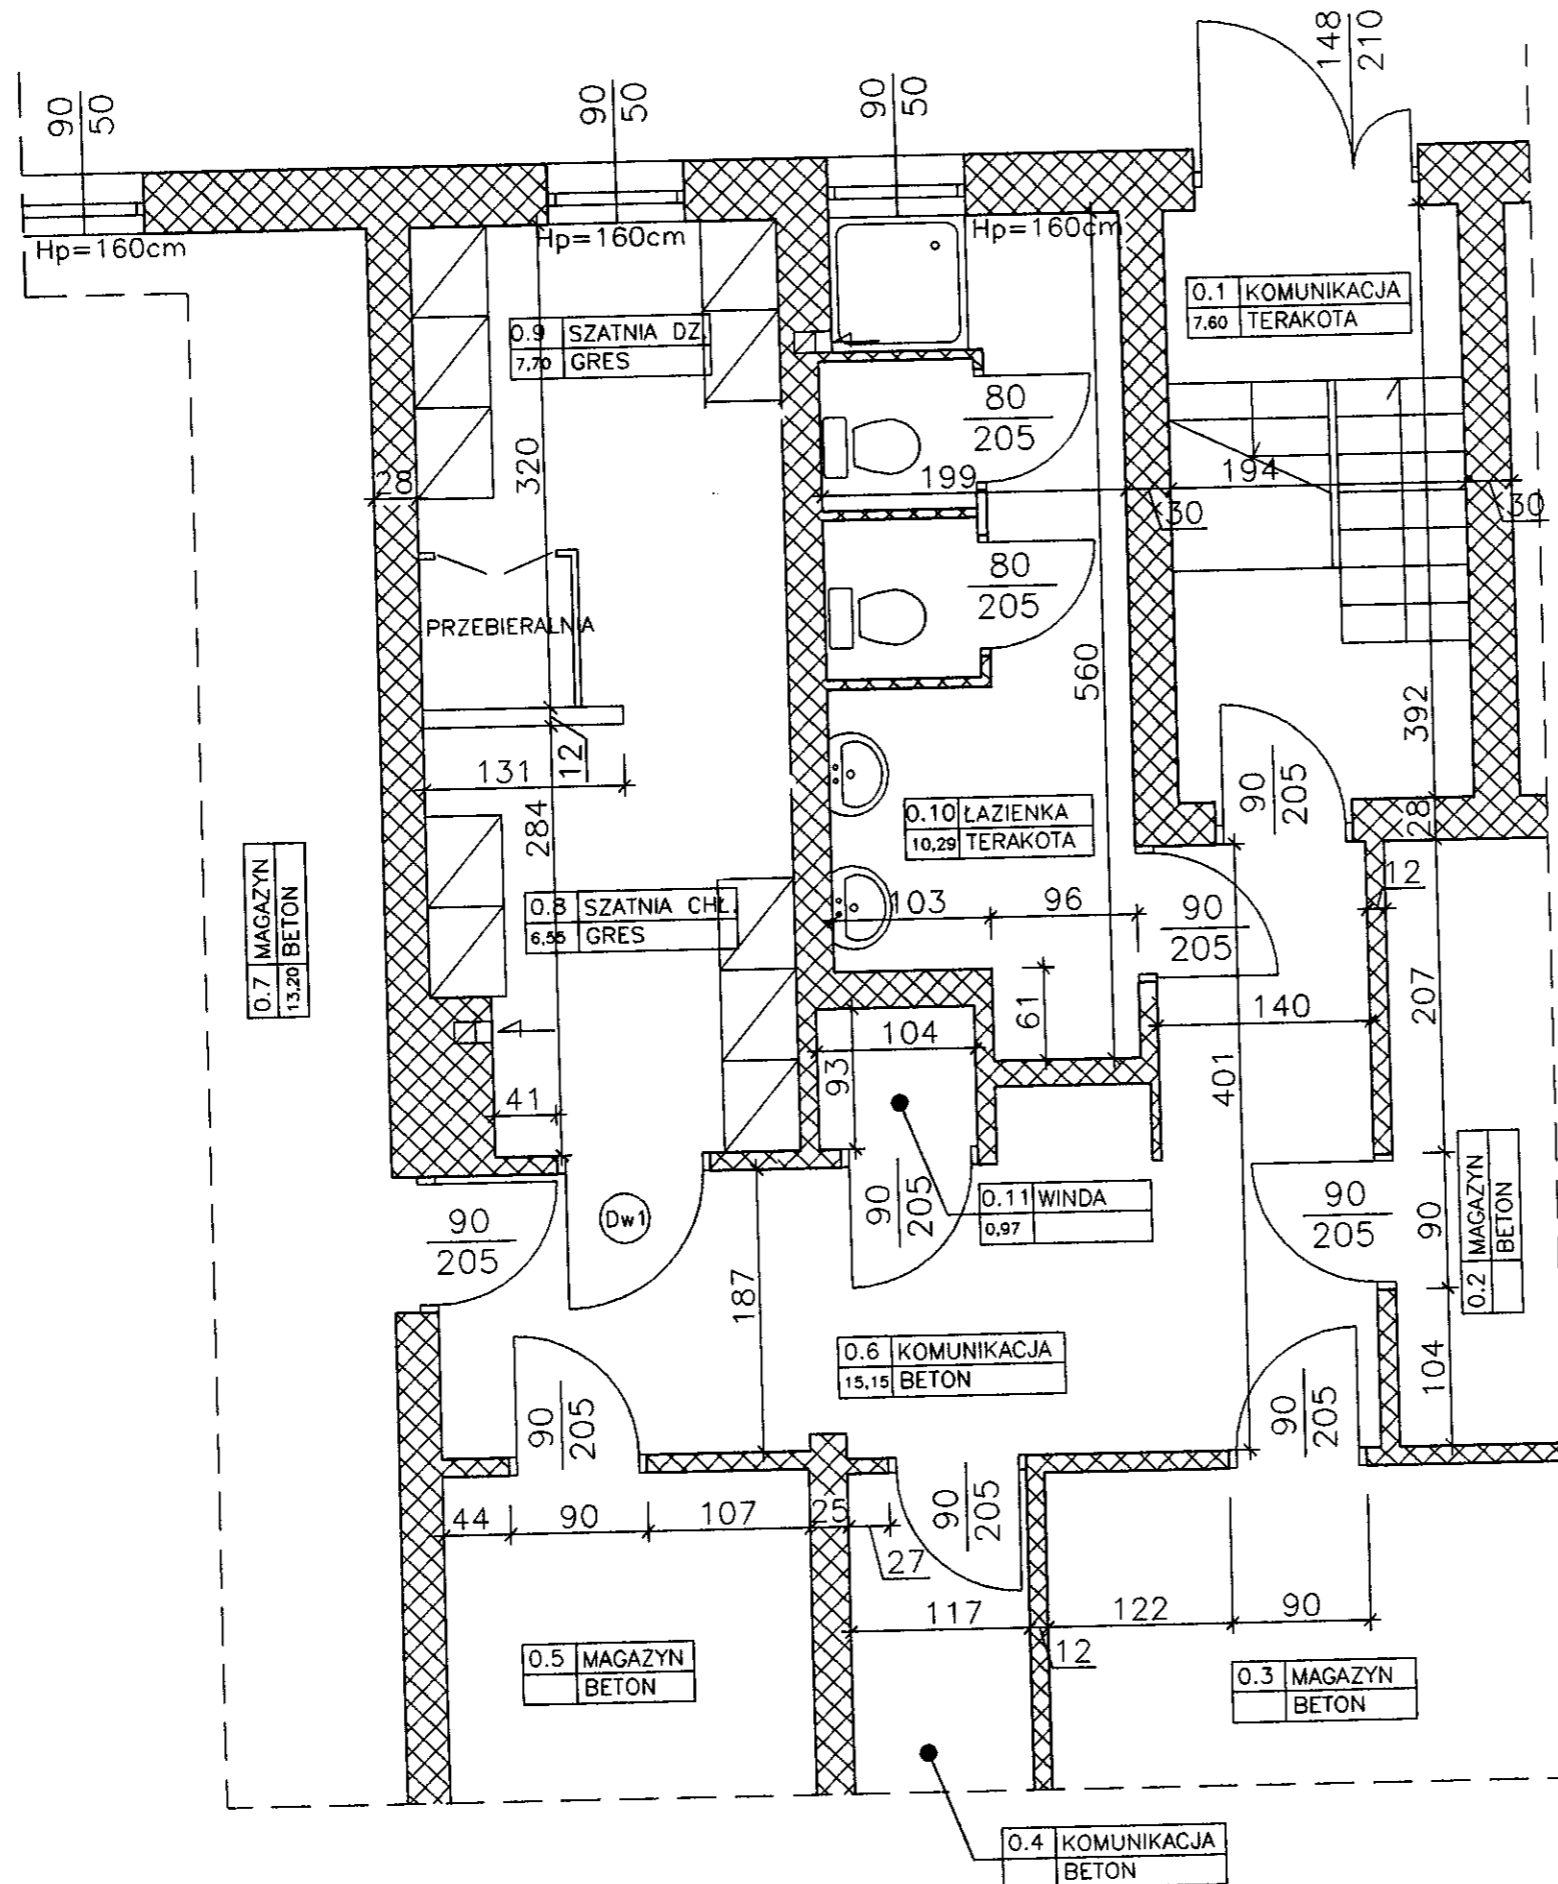 148
210
90
50
90
50
90
50
Hp=160cm
Hp=160cm
Hp=160cm
0.1 KOMUNIKACJA
7,60 TERAKOTA
0.9 SZATNIA DZ.
7,70 GRES
80
205
28
320
199
194
30
30
80
205
PRZEBIERALNIA
560
392
12
131
90
205
28
284
0.10 ŁAZIENKA
10,29 TERAKOTA
12
0.7 MAGAZYN
13,20 BETON
0.8 SZATNIA CHŁ.
6,55 GRES
103
96
90
205
207
61
140
104
93
401
41
90
205
0.11 WINDA
0,97
Dw1
90
205
90
205
90
0.2 MAGAZYN
BETON
187
0.6 KOMUNIKACJA
15,15 BETON
104
90
205
90
205
90
205
44
90
107
25
27
117
122
90
12
0.5 MAGAZYN
BETON
0.3 MAGAZYN
BETON
0.4 KOMUNIKACJA
BETON